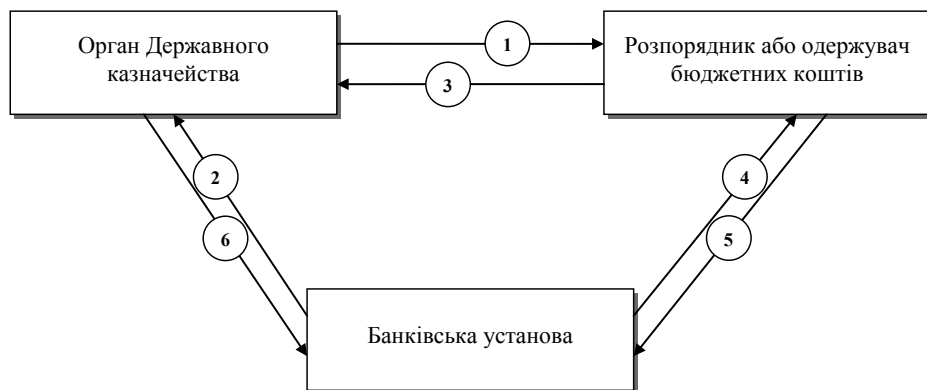 Орган Державного
казначейства
1
Розпорядник або одержувач
бюджетних коштів
3
2
4
6
5
Банківська установа